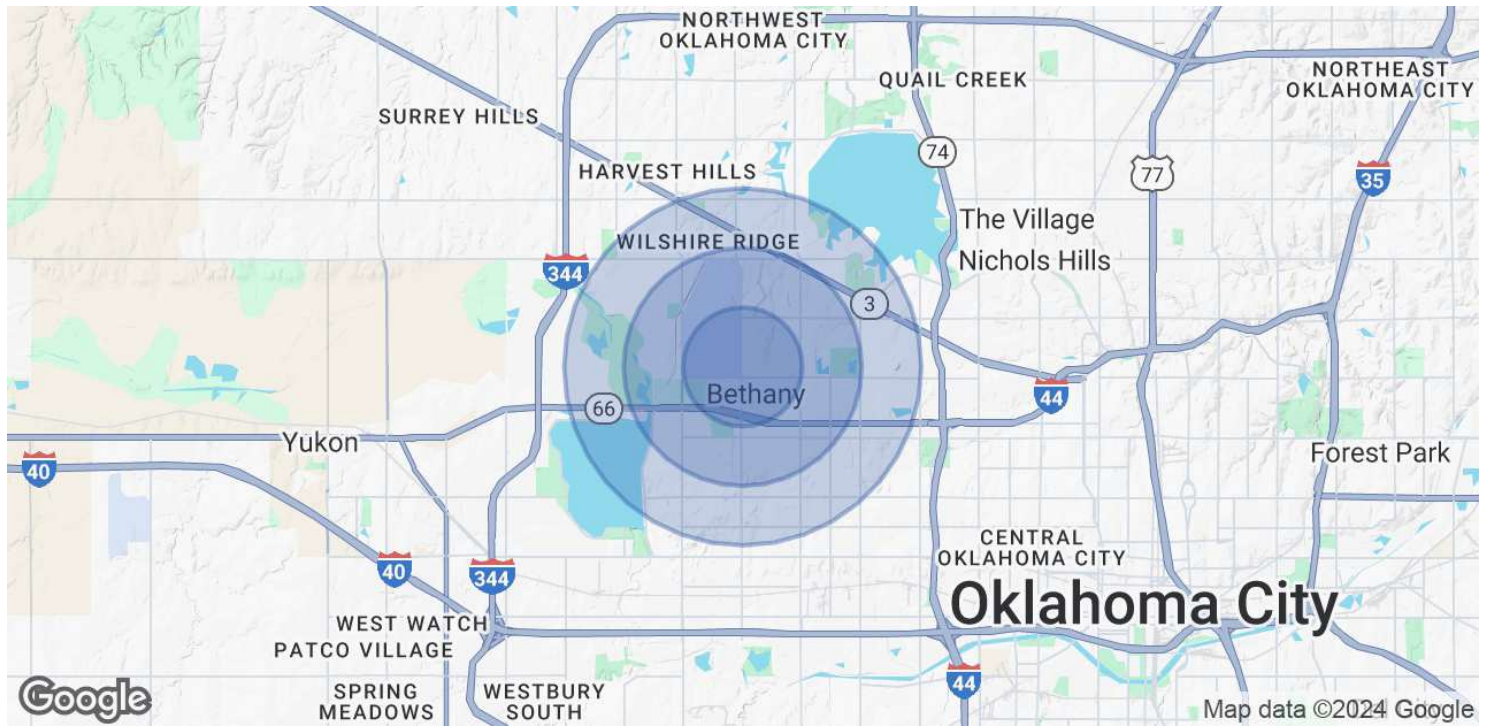 NORTHWEST
OKLAHOMA CITY
QUAIL CREEK
NORTHEAST
OKLAHOMA CITY
SURREY HILLS
74
HARVEST HILLS
77
35
The Village
WILSHIRE RIDGE
Nichols Hills
344
3
Bethany
44
66
Yukon
40
Forest Park
CENTRAL
OKLAHOMA CITY
40
344
Oklahoma City
WEST WATCH
PATCO VILLAGE
44
SPRING
MEADOWS
WESTBURY
SOUTH
Google
Map data ©2024 Google